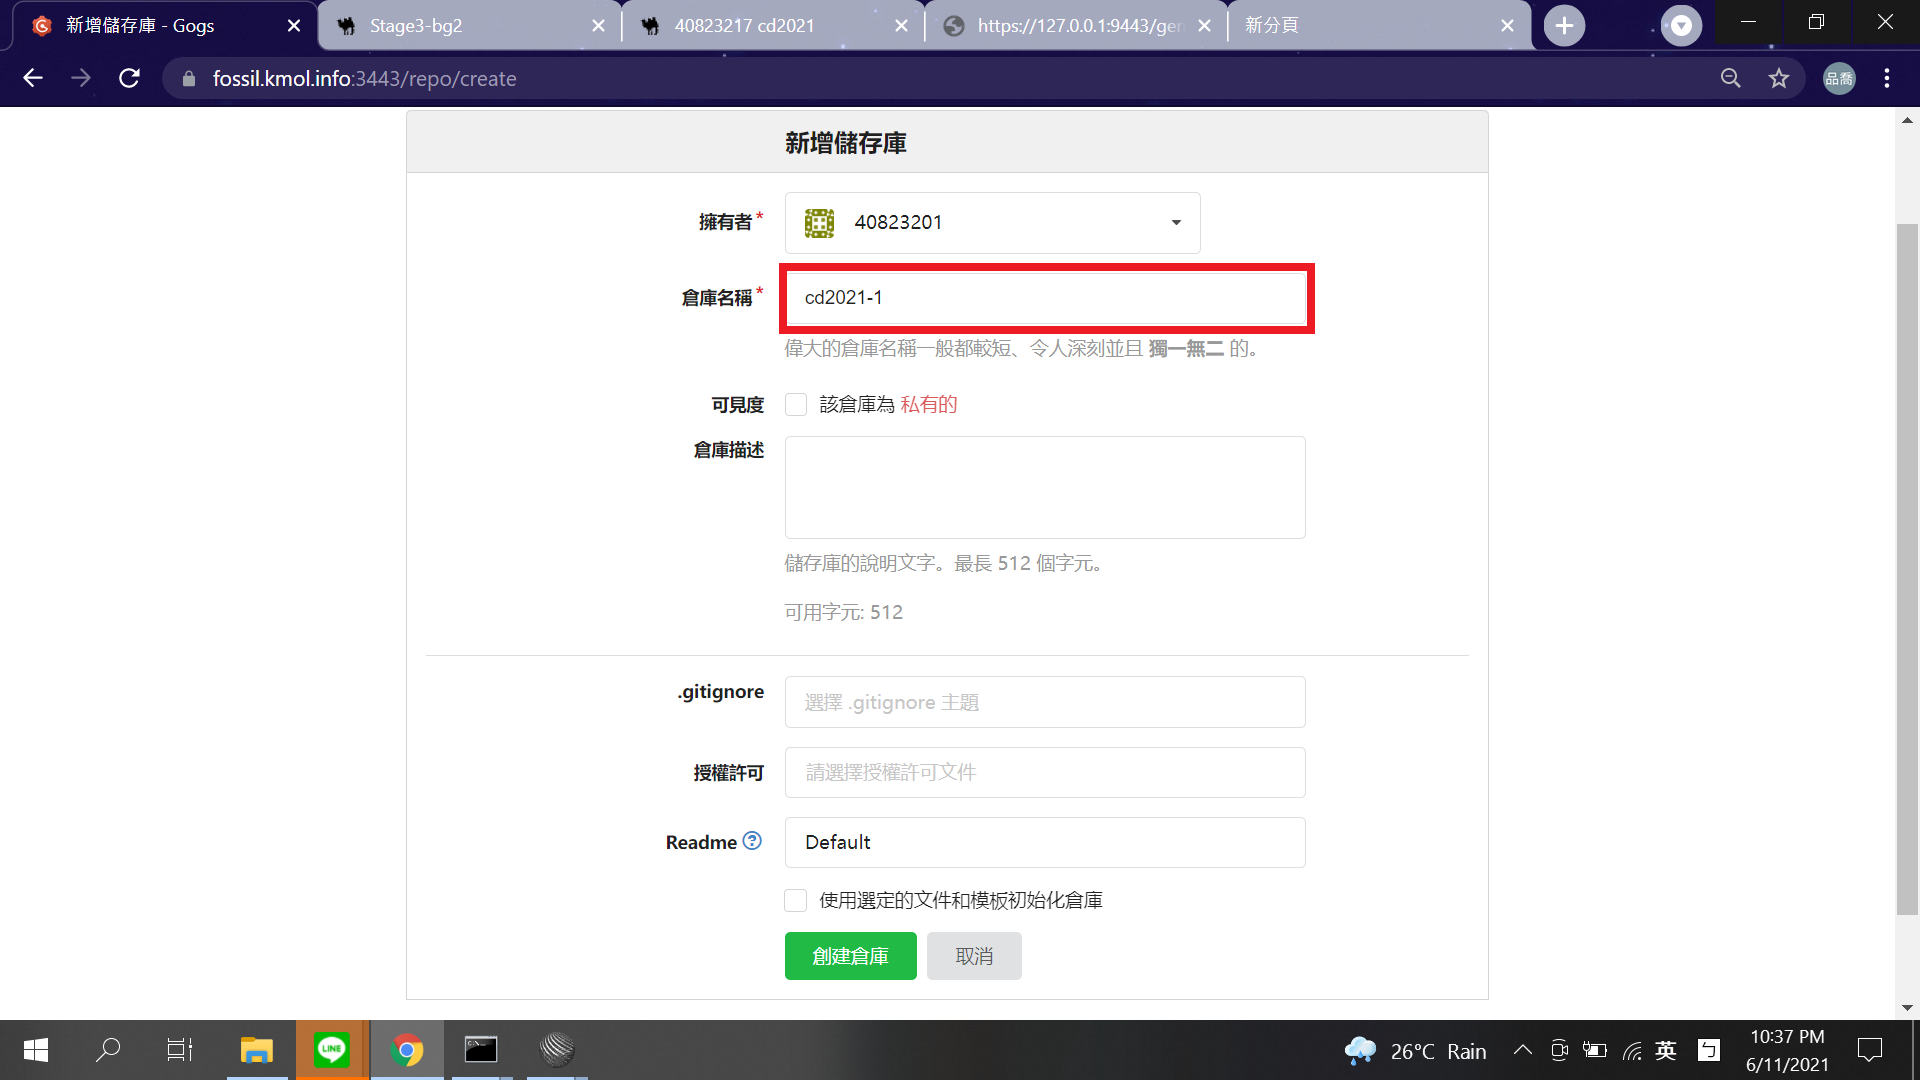 新增儲存庫 - Gogs
Stage3-bg2
40823217 cd2021
https://127.0.0.1:9443/gen
新分頁
fossil.kmol.info:3443/repo/create
品喬
新增儲存庫
擁有者*
40823201
倉庫名稱*
cd2021-1
偉大的倉庫名稱一般都較短、令人深刻並且 獨一無二 的。
可見度
該倉庫為 私有的
倉庫描述
儲存庫的說明文字。最長 512 個字元。
可用字元: 512
.gitignore
選擇 .gitignore 主題
授權許可
請選擇授權許可文件
Readme
Default
使用選定的文件和模板初始化倉庫
創建倉庫
取消
LINE
26°C Rain
英
ㄅ
10:37 PM
6/11/2021